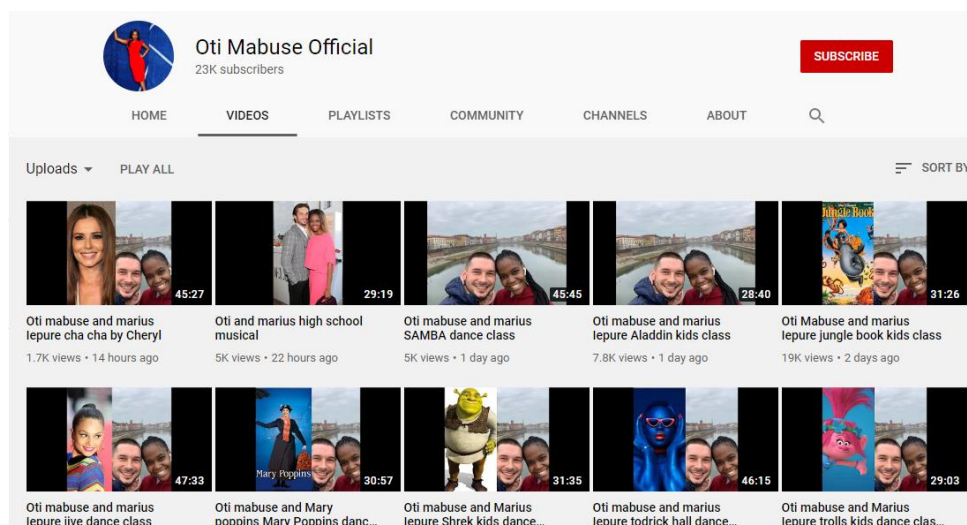 Oti Mabuse Official
23K subscribers
SUBSCRIBE
HOME VIDEOS PLAYLISTS COMMUNITY CHANNELS ABOUT
Uploads PLAY ALL SORT BY
Jungle Book
45:27 29:19 45:45 28:40 31:26
Oti mabuse and marius
Iepure cha cha by Cheryl
1.7K views • 14 hours ago
Oti and marius high school
musical
5K views • 22 hours ago
Oti mabuse and marius
SAMBA dance class
5K views • 1 day ago
Oti mabuse and marius
Iepure Aladdin kids class
7.8K views • 1 day ago
Oti Mabuse and Marius
Iepure jungle book kids class
19K views • 2 days ago
Mary Poppins
47:33 30:57 31:35 46:15 29:03
Oti mabuse and marius
Iepure jive dance class
Oti mabuse and Mary
poppins Mary Poppins danc...
Oti mabuse and Marius
Iepure Shrek kids dance...
Oti mabuse and marius
Iepure todrick hall dance...
Oti mabuse and Marius
Iepure trolls kids dance clas...